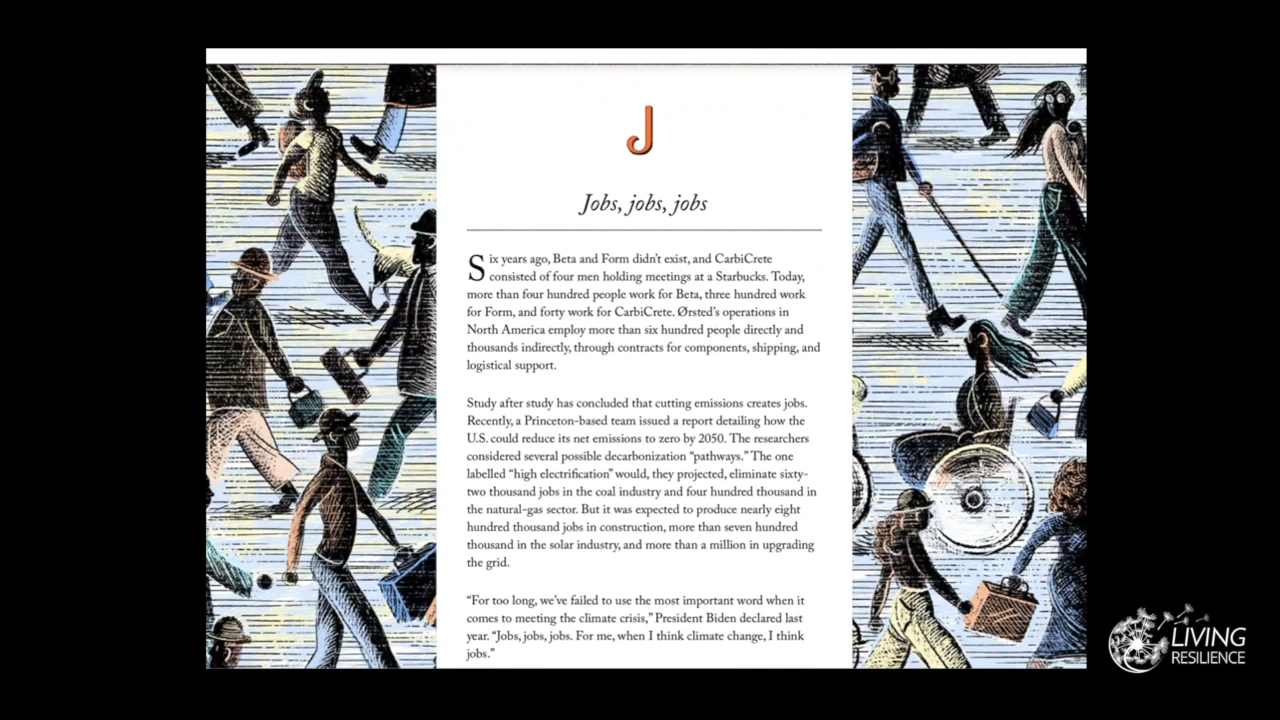 J
Jobs, jobs, jobs
Six years ago, Beta and Form didn’t exist, and CarbiCrete
consisted of four men holding meetings at a Starbucks. Today,
more than four hundred people work for Beta, three hundred work
for Form, and forty work for CarbiCrete. Ørsted’s operations in
North America employ more than six hundred people directly and
thousands indirectly, through contracts for components, shipping, and
logistical support.
Study after study has concluded that cutting emissions creates jobs.
Recently, a Princeton-based team issued a report detailing how the
U.S. could reduce its net emissions to zero by 2050. The researchers
considered several possible decarbonization “pathways.” The one
labelled “high electrification” would, they projected, eliminate sixty-
two thousand jobs in the coal industry and four hundred thousand in
the natural-gas sector. But it was expected to produce nearly eight
hundred thousand jobs in construction, more than seven hundred
thousand in the solar industry, and more than a million in upgrading
the grid.
“For too long, we’ve failed to use the most important word when it
comes to meeting the climate crisis,” President Biden declared last
year. “Jobs, jobs, jobs. For me, when I think climate change, I think
jobs.”
LIVING
RESILIENCE